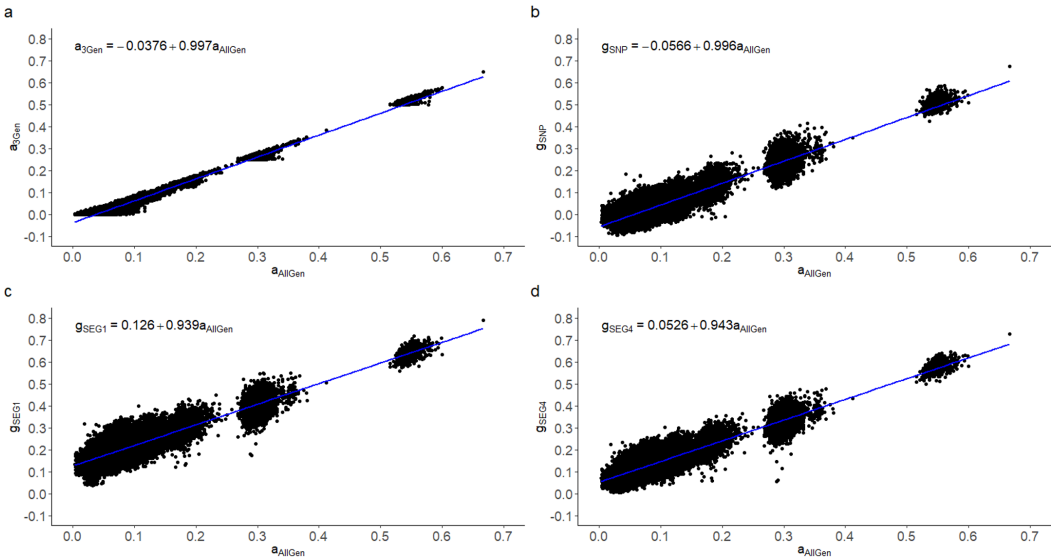 a
a3Gen = −0.0376 + 0.997aAllGen
0.8
0.7
0.6
0.5
0.4
0.3
0.2
0.1
0.0
-0.1
a3Gen
0.0 0.1 0.2 0.3 0.4 0.5 0.6 0.7
aAllGen
b
gSNP = −0.0566 + 0.996aAllGen
0.8
0.7
0.6
0.5
0.4
0.3
0.2
0.1
0.0
-0.1
gSNP
0.0 0.1 0.2 0.3 0.4 0.5 0.6 0.7
aAllGen
c
gSEG1 = 0.126 + 0.939aAllGen
0.8
0.7
0.6
0.5
0.4
0.3
0.2
0.1
0.0
-0.1
gSEG1
0.0 0.1 0.2 0.3 0.4 0.5 0.6 0.7
aAllGen
d
gSEG4 = 0.0526 + 0.943aAllGen
0.8
0.7
0.6
0.5
0.4
0.3
0.2
0.1
0.0
-0.1
gSEG4
0.0 0.1 0.2 0.3 0.4 0.5 0.6 0.7
aAllGen